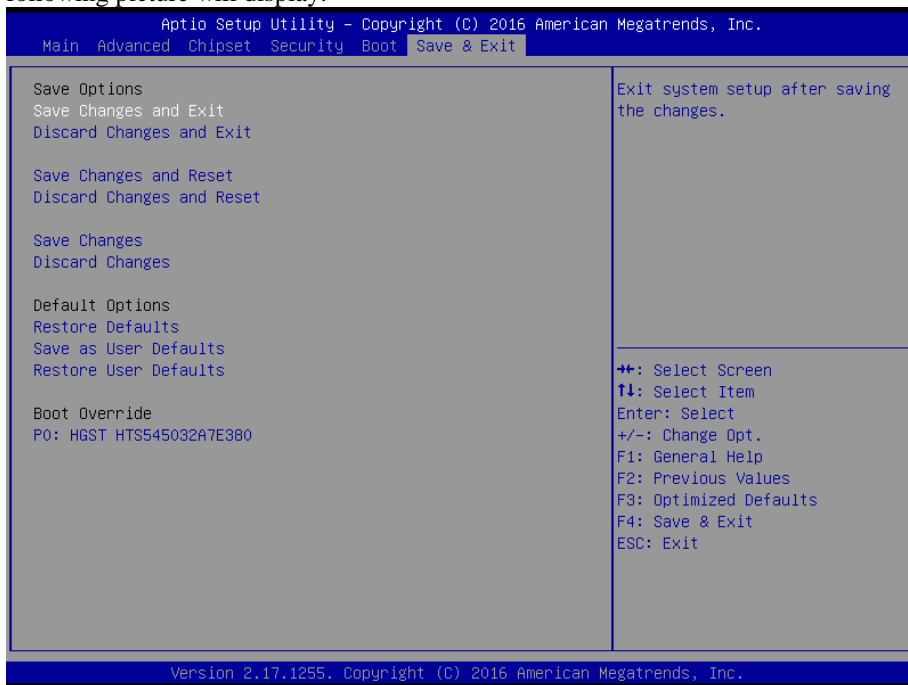 following picture will display.
Aptio Setup Utility – Copyright (C) 2016 American Megatrends, Inc.
Main Advanced Chipset Security Boot Save & Exit
Save Options
Save Changes and Exit
Discard Changes and Exit
Save Changes and Reset
Discard Changes and Reset
Save Changes
Discard Changes
Default Options
Restore Defaults
Save as User Defaults
Restore User Defaults
Boot Override
P0: HGST HTS545032A7E380
Exit system setup after saving
the changes.
→←: Select Screen
↑↓: Select Item
Enter: Select
+/-: Change Opt.
F1: General Help
F2: Previous Values
F3: Optimized Defaults
F4: Save & Exit
ESC: Exit
Version 2.17.1255. Copyright (C) 2016 American Megatrends, Inc.